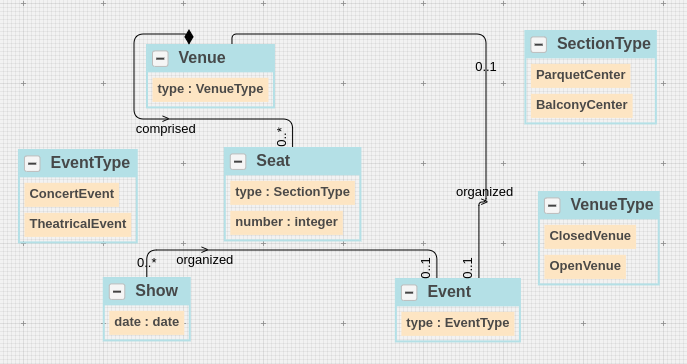 SectionType
Venue
0..1
ParquetCenter
type : VenueType
BalconyCenter
comprised
0..*
EventType
Seat
ConcertEvent
type : SectionType
organized
VenueType
TheatricalEvent
number : integer
ClosedVenue
0..*
organized
0..1
0..1
OpenVenue
Show
Event
date : date
type : EventType